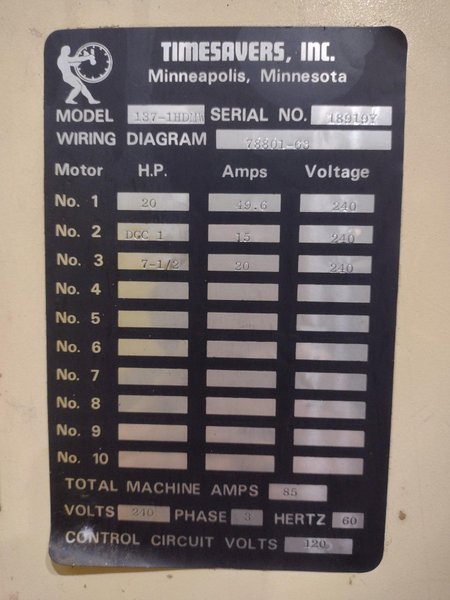 TIMESAVERS, INC.
Minneapolis, Minnesota
MODEL 137-1HDMW SERIAL NO. 18919Y
WIRING DIAGRAM 78801-63
Motor H.P. Amps Voltage
No. 1 20 49.6 240
No. 2 DGC 1 15 240
No. 3 7-1/2 20 240
No. 4
No. 5
No. 6
No. 7
No. 8
No. 9
No. 10
TOTAL MACHINE AMPS 85
VOLTS 240 PHASE 3 HERTZ 60
CONTROL CIRCUIT VOLTS 120